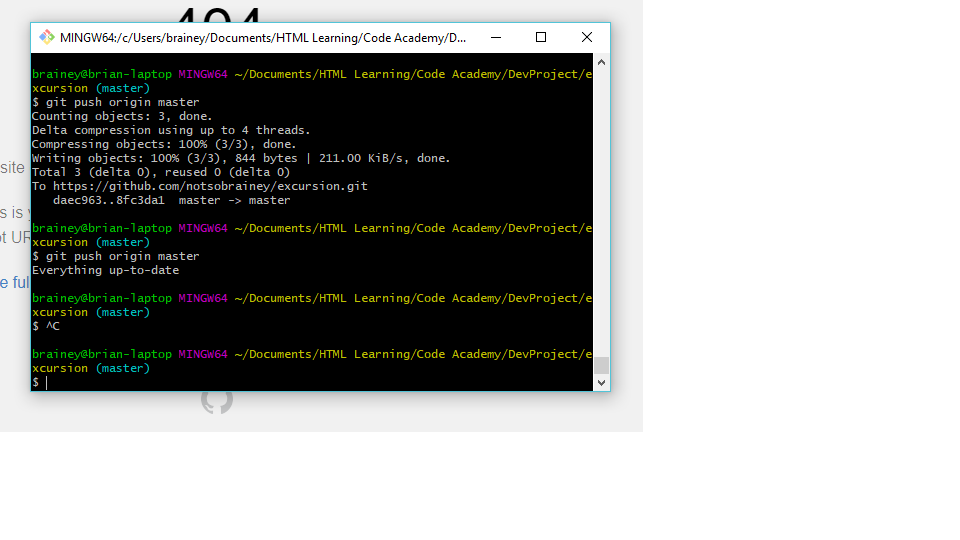 404
MINGW64:/c/Users/brainey/Documents/HTML Learning/Code Academy/D...
brainey@brian-laptop MINGW64 ~/Documents/HTML Learning/Code Academy/DevProject/e
xcursion (master)
$ git push origin master
Counting objects: 3, done.
Delta compression using up to 4 threads.
Compressing objects: 100% (3/3), done.
Writing objects: 100% (3/3), 844 bytes | 211.00 KiB/s, done.
Total 3 (delta 0), reused 0 (delta 0)
To https://github.com/notsobrainey/excursion.git
daec963..8fc3da1  master -> master
brainey@brian-laptop MINGW64 ~/Documents/HTML Learning/Code Academy/DevProject/e
xcursion (master)
$ git push origin master
Everything up-to-date
brainey@brian-laptop MINGW64 ~/Documents/HTML Learning/Code Academy/DevProject/e
xcursion (master)
$ ^C
brainey@brian-laptop MINGW64 ~/Documents/HTML Learning/Code Academy/DevProject/e
xcursion (master)
$
site
s is
ot UR
e ful